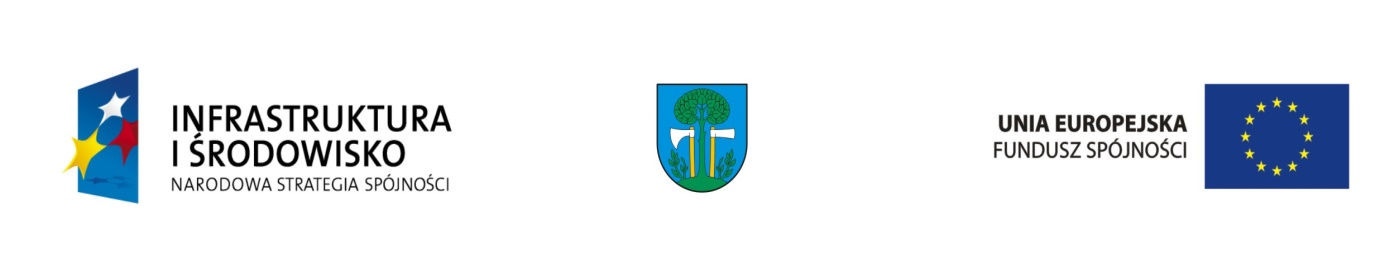 INFRASTRUKTURA
I ŚRODOWISKO
NARODOWA STRATEGIA SPÓJNOŚCI
UNIA EUROPEJSKA
FUNDUSZ SPÓJNOŚCI